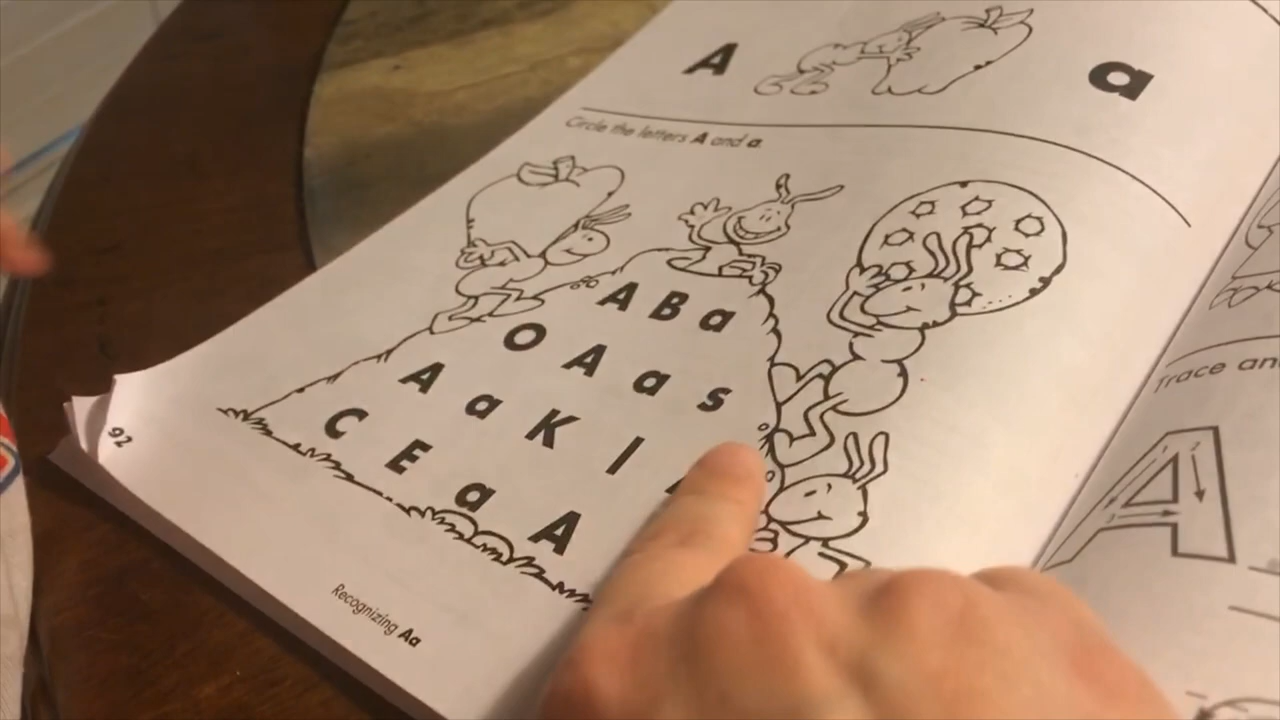 A a
Circle the letters A and a.
A B a
O A a s
A a K l
C E a A
92
Recognizing Aa
Trace an
A